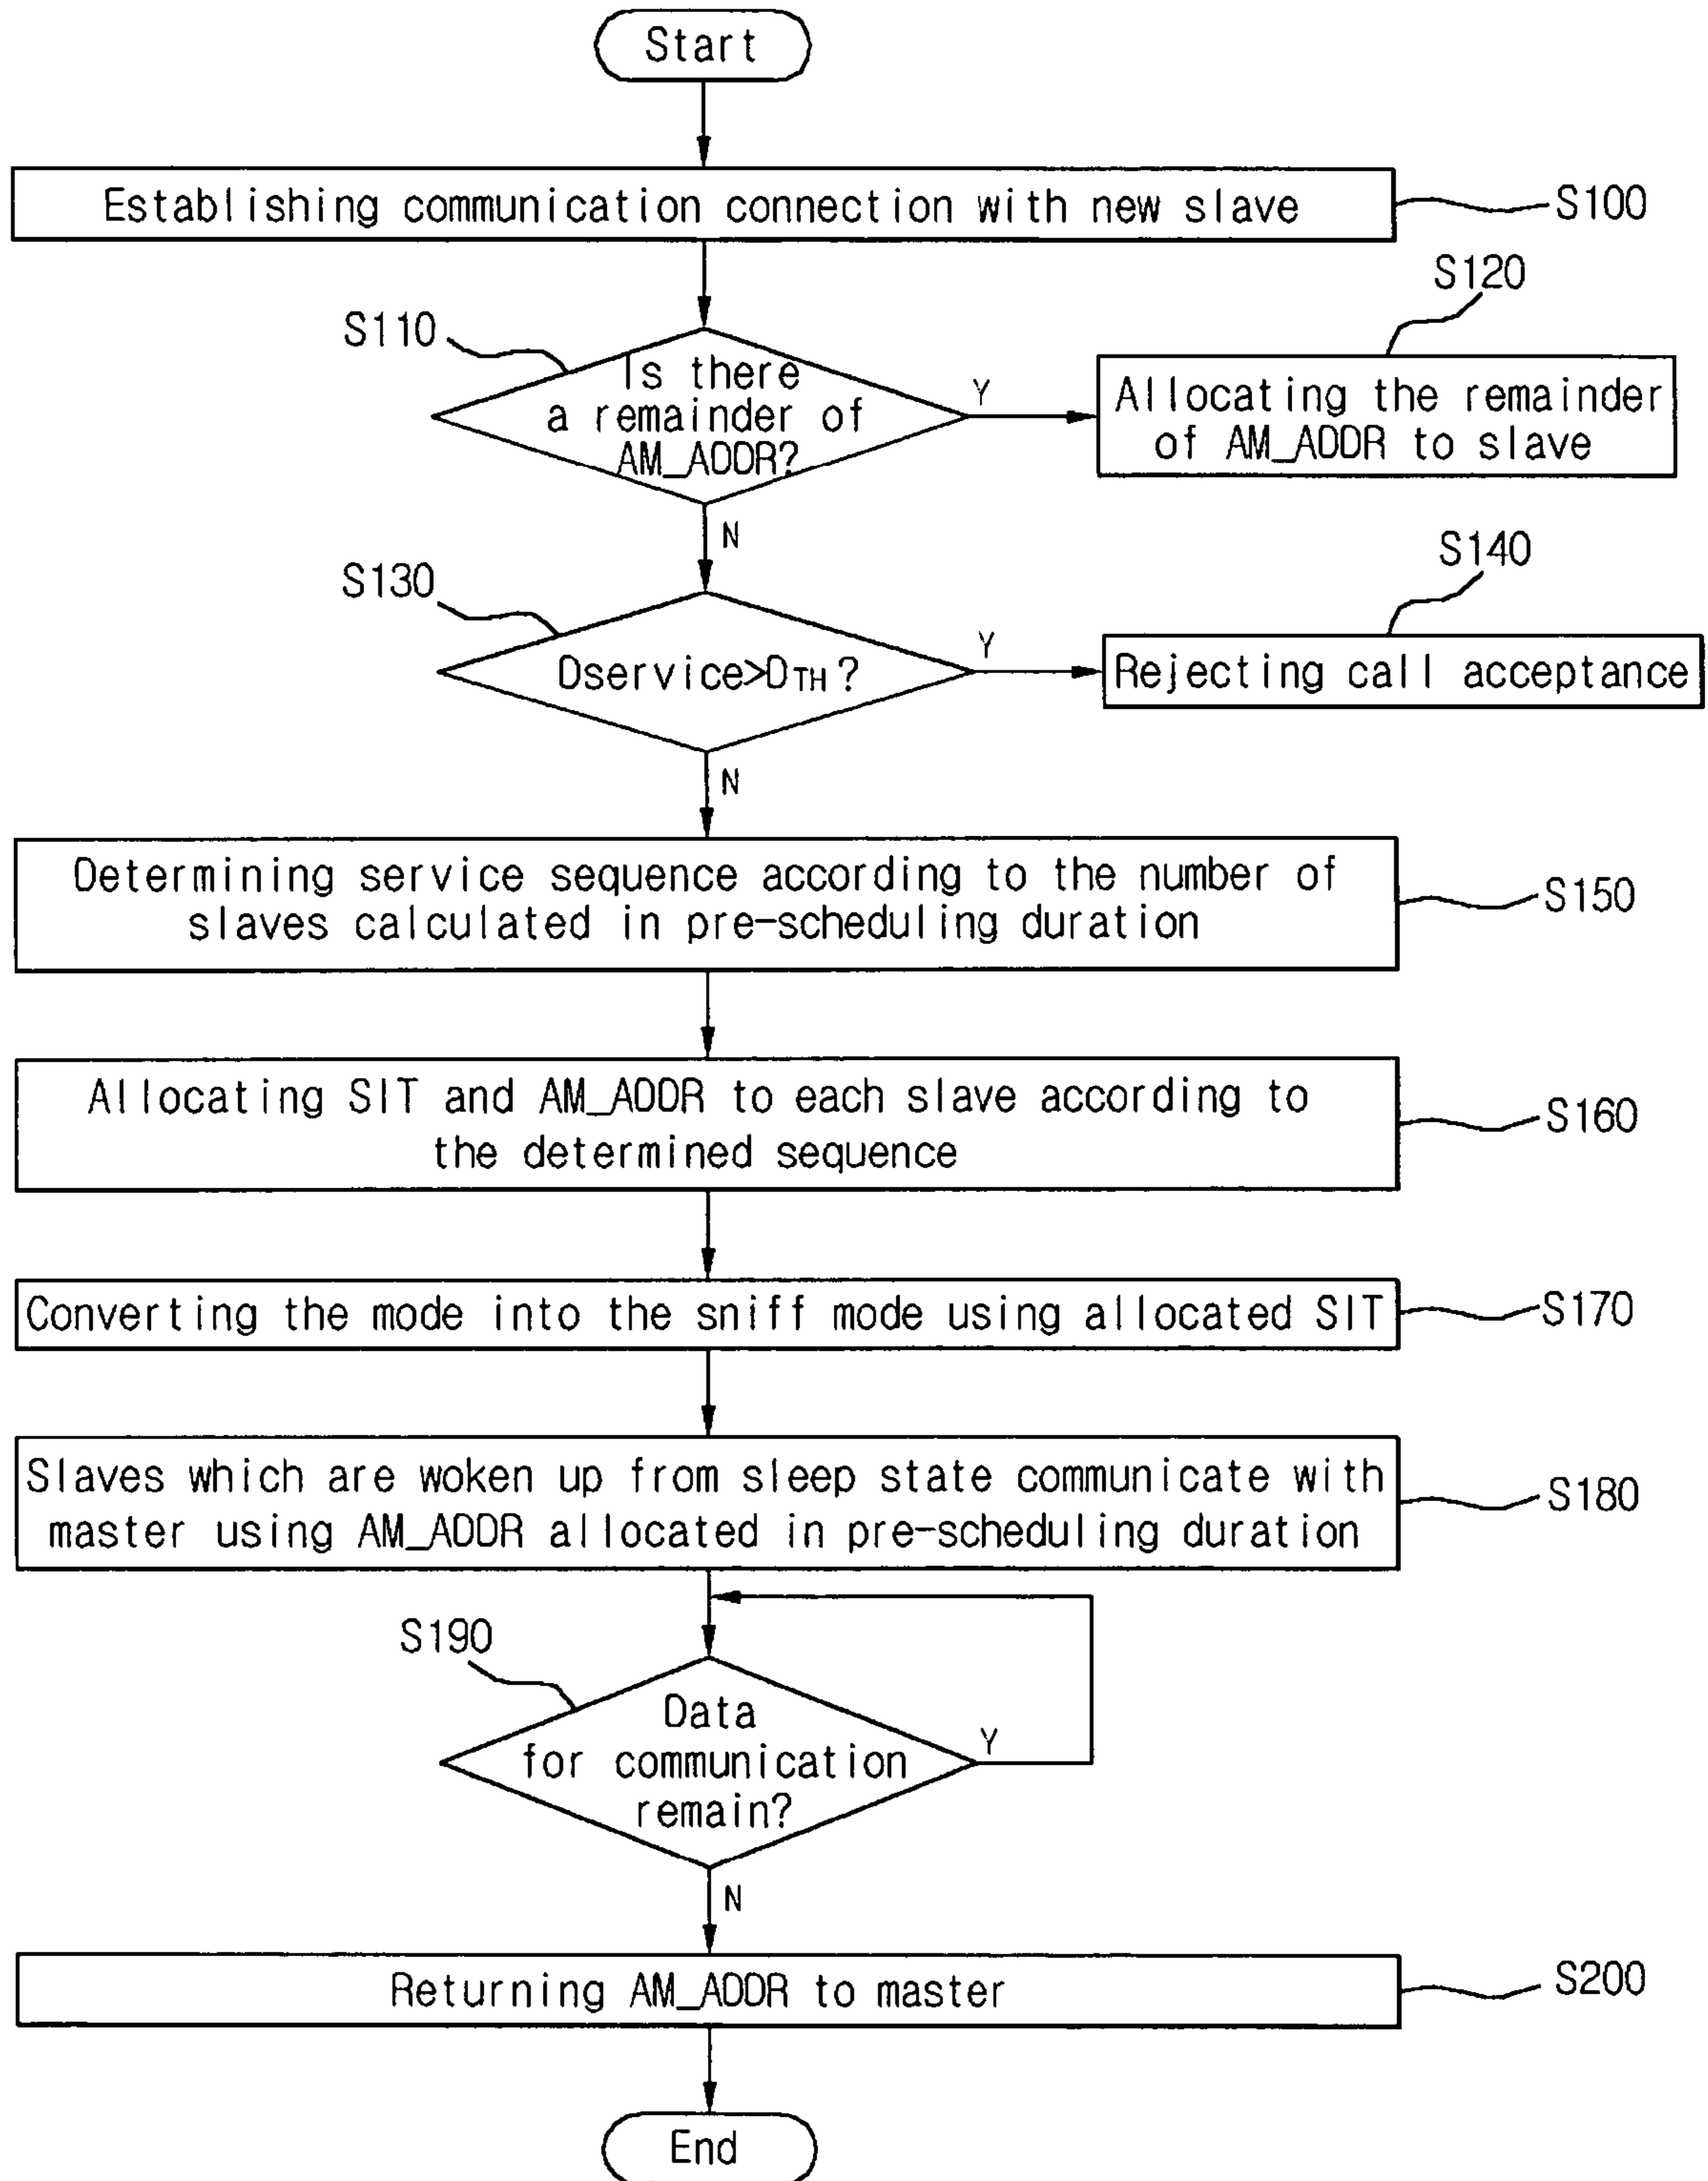 Start
Establishing communication connection with new slave
S100
S110
Is there
a remainder of
AM_ADDR?
Y
S120
Allocating the remainder
of AM_ADDR to slave
N
S130
Dservice>DTH?
Y
S140
Rejecting call acceptance
N
Determining service sequence according to the number of
slaves calculated in pre-scheduling duration
S150
Allocating SIT and AM_ADDR to each slave according to
the determined sequence
S160
Converting the mode into the sniff mode using allocated SIT
S170
Slaves which are woken up from sleep state communicate with
master using AM_ADDR allocated in pre-scheduling duration
S180
S190
Data
for communication
remain?
Y
N
Returning AM_ADDR to master
S200
End